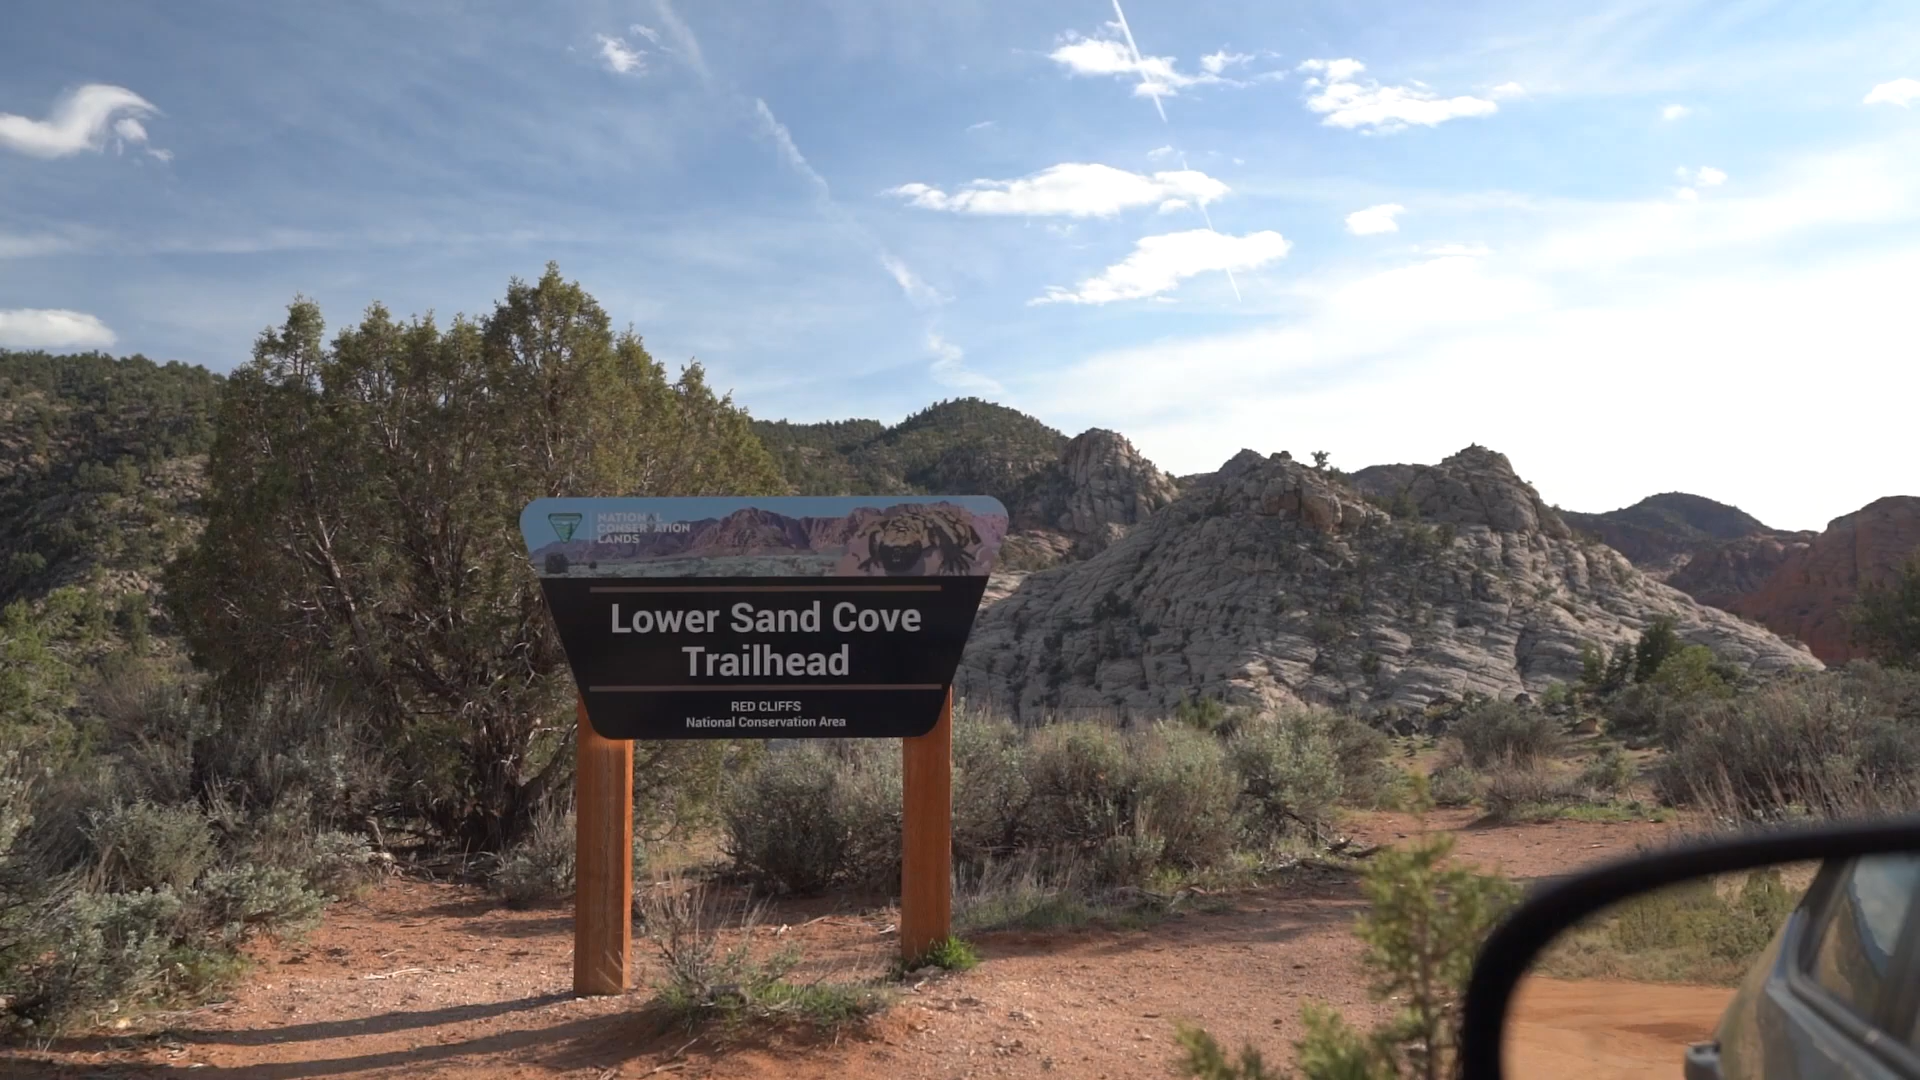 NATIONAL
CONSERVATION
LANDS
Lower Sand Cove
Trailhead
RED CLIFFS
National Conservation Area